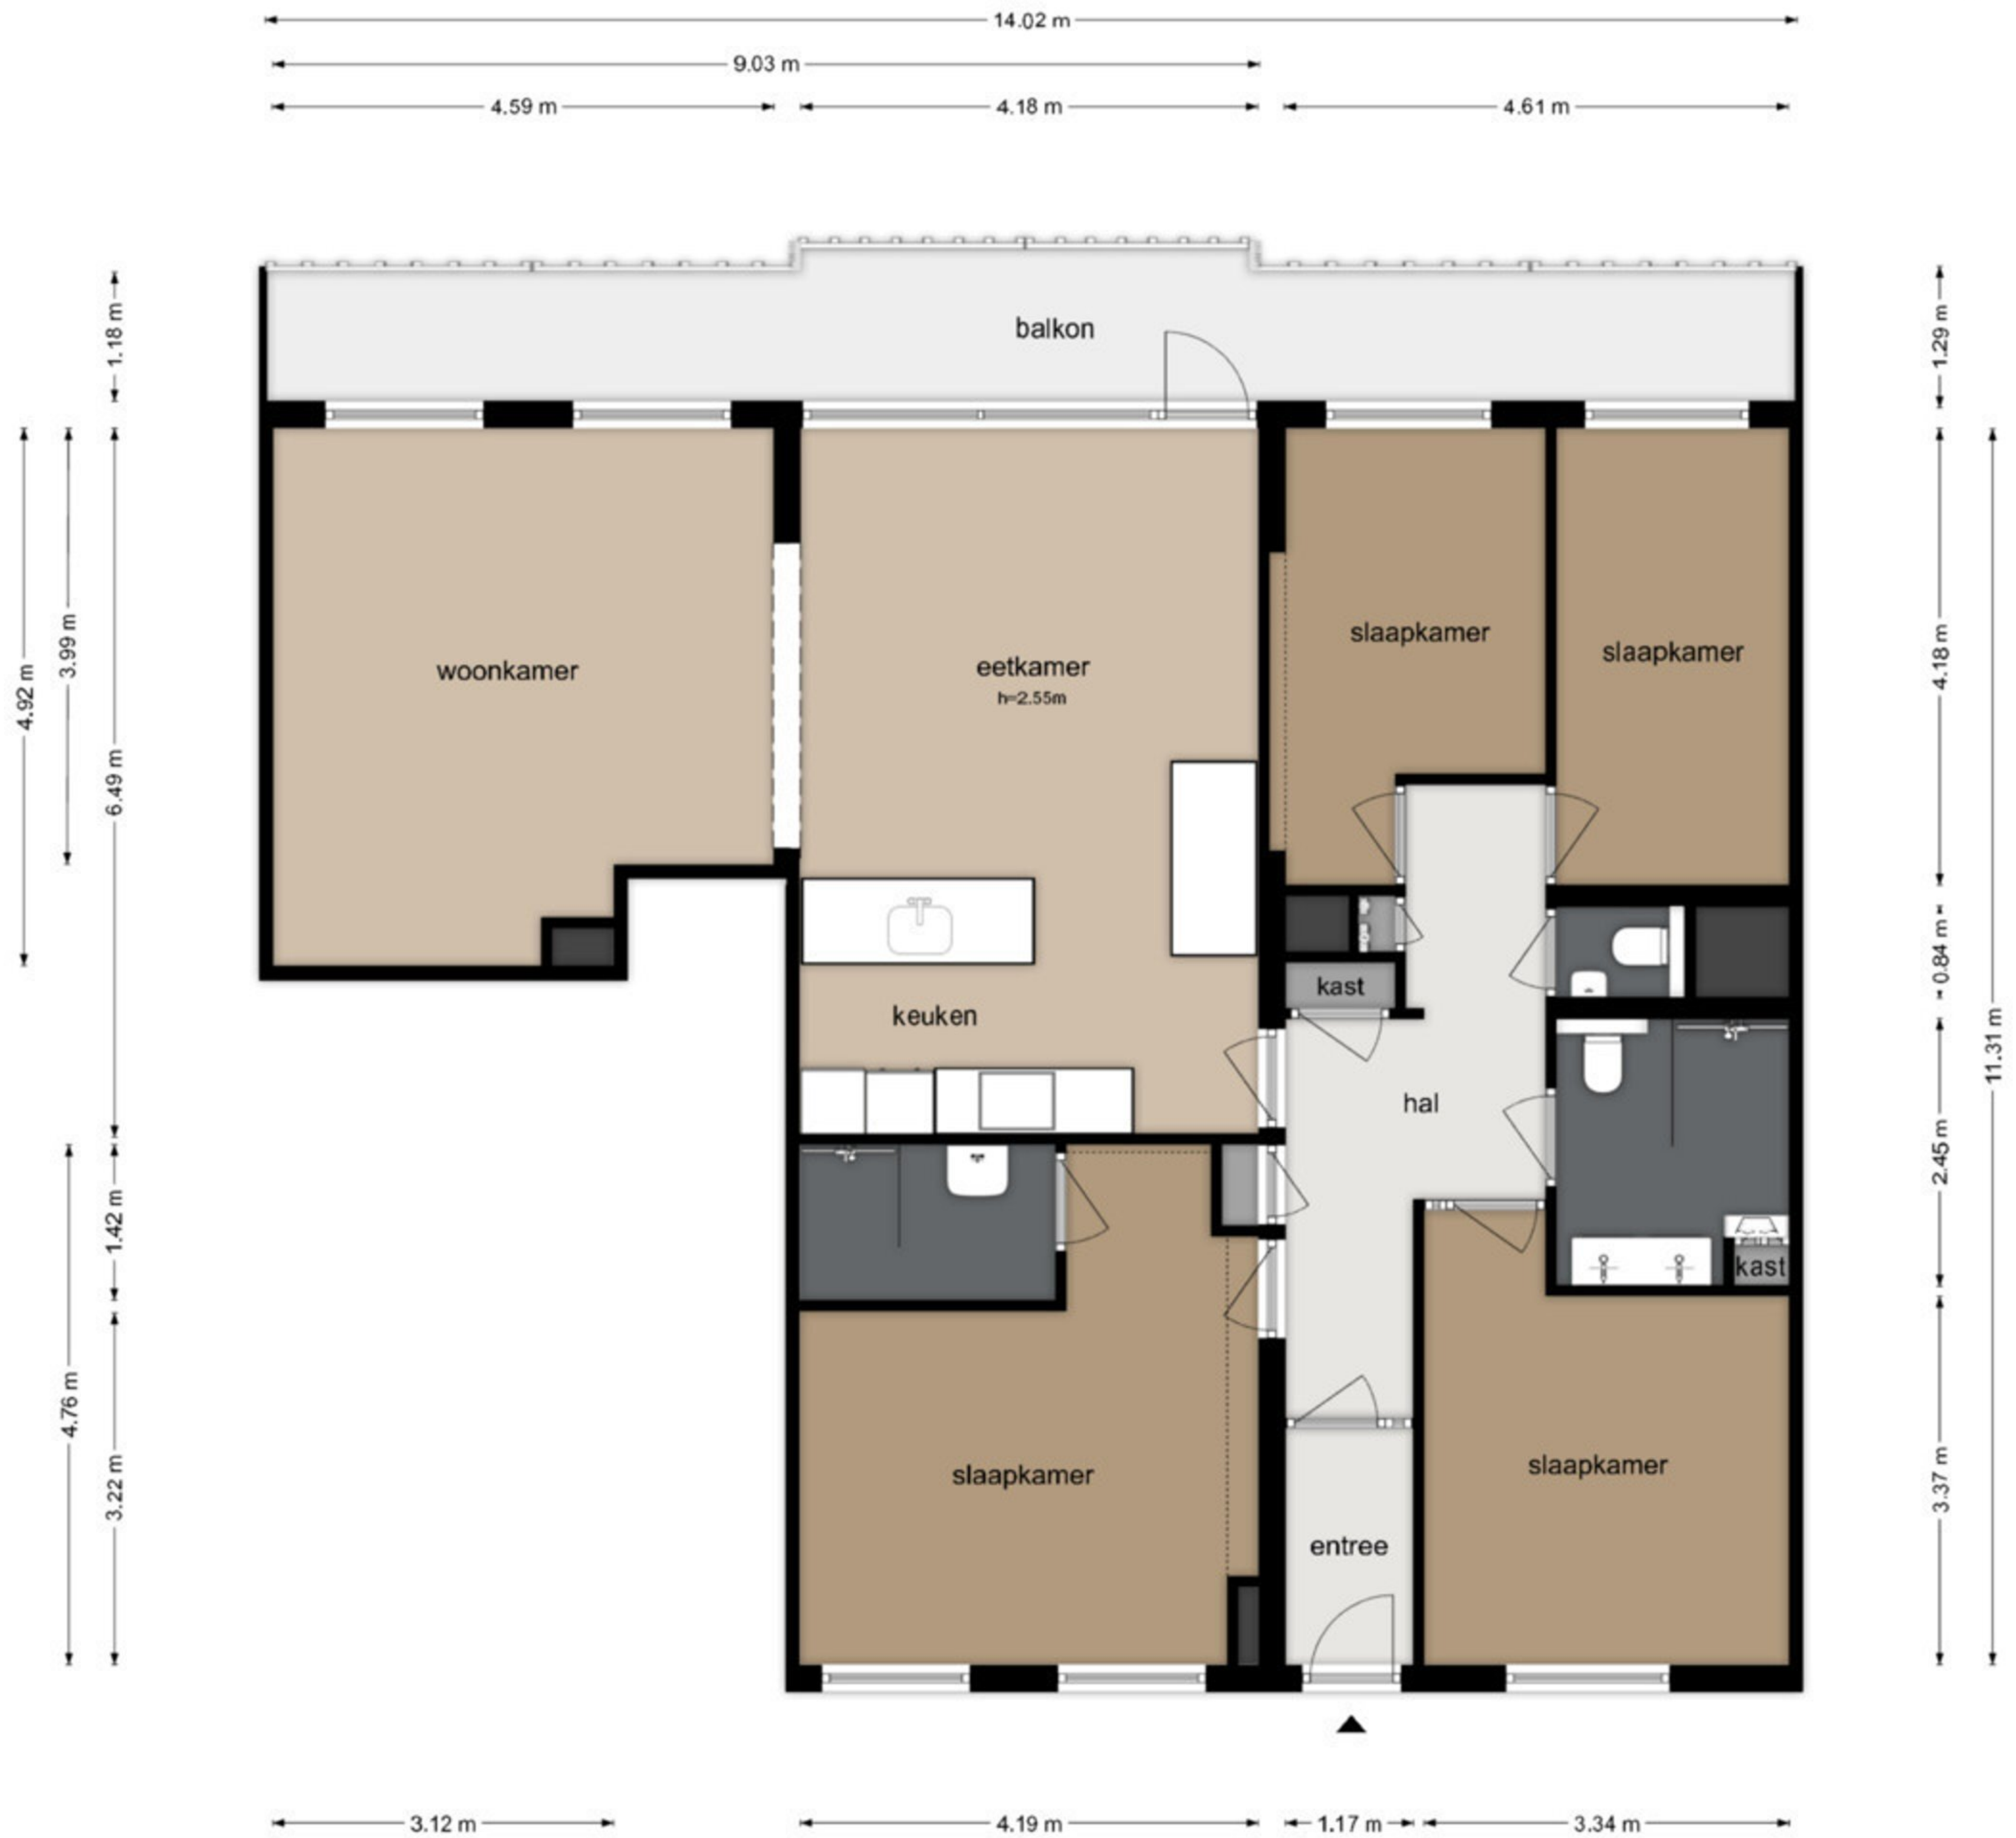 14.02 m
9.03 m
4.59 m
4.18 m
4.61 m
1.18 m
1.29 m
balkon
4.92 m
3.99 m
6.49 m
woonkamer
eetkamer
h=2.55m
slaapkamer
slaapkamer
4.18 m
11.31 m
keuken
kast
hal
0.84 m
2.45 m
kast
4.76 m
1.42 m
3.22 m
slaapkamer
entree
slaapkamer
3.37 m
3.12 m
4.19 m
1.17 m
3.34 m